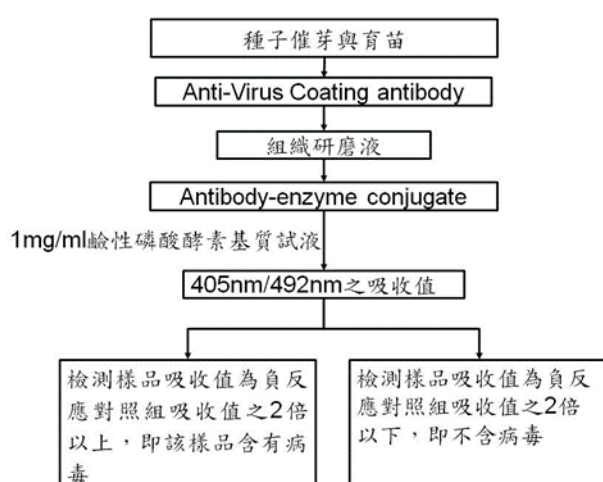 種子催芽與育苗
Anti-Virus Coating antibody
組織研磨液
Antibody-enzyme conjugate
1mg/ml鹼性磷酸酵素基質試液
405nm/492nm之吸收值
檢測樣品吸收值為負反
應對照組吸收值之2倍
以上，即該樣品含有病
毒
檢測樣品吸收值為負反
應對照組吸收值之2倍
以下，即不含病毒